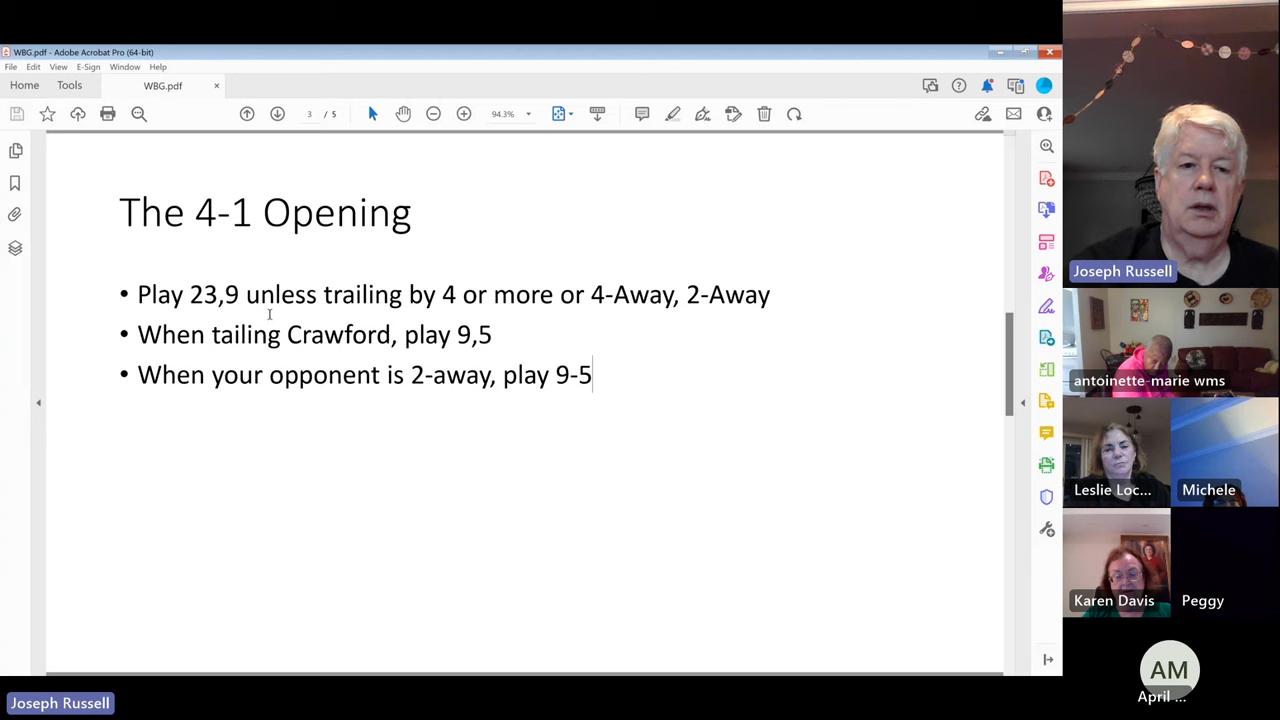 WBG.pdf - Adobe Acrobat Pro (64-bit)
File Edit View E-Sign Window Help
Home Tools WBG.pdf ×
3 / 5 94.3%
The 4-1 Opening
• Play 23,9 unless trailing by 4 or more or 4-Away, 2-Away
• When tailing Crawford, play 9,5
• When your opponent is 2-away, play 9-5
Joseph Russell
antoinette-marie wms
Leslie Loc...
Michele
Karen Davis
Peggy
AM
April ...
Joseph Russell